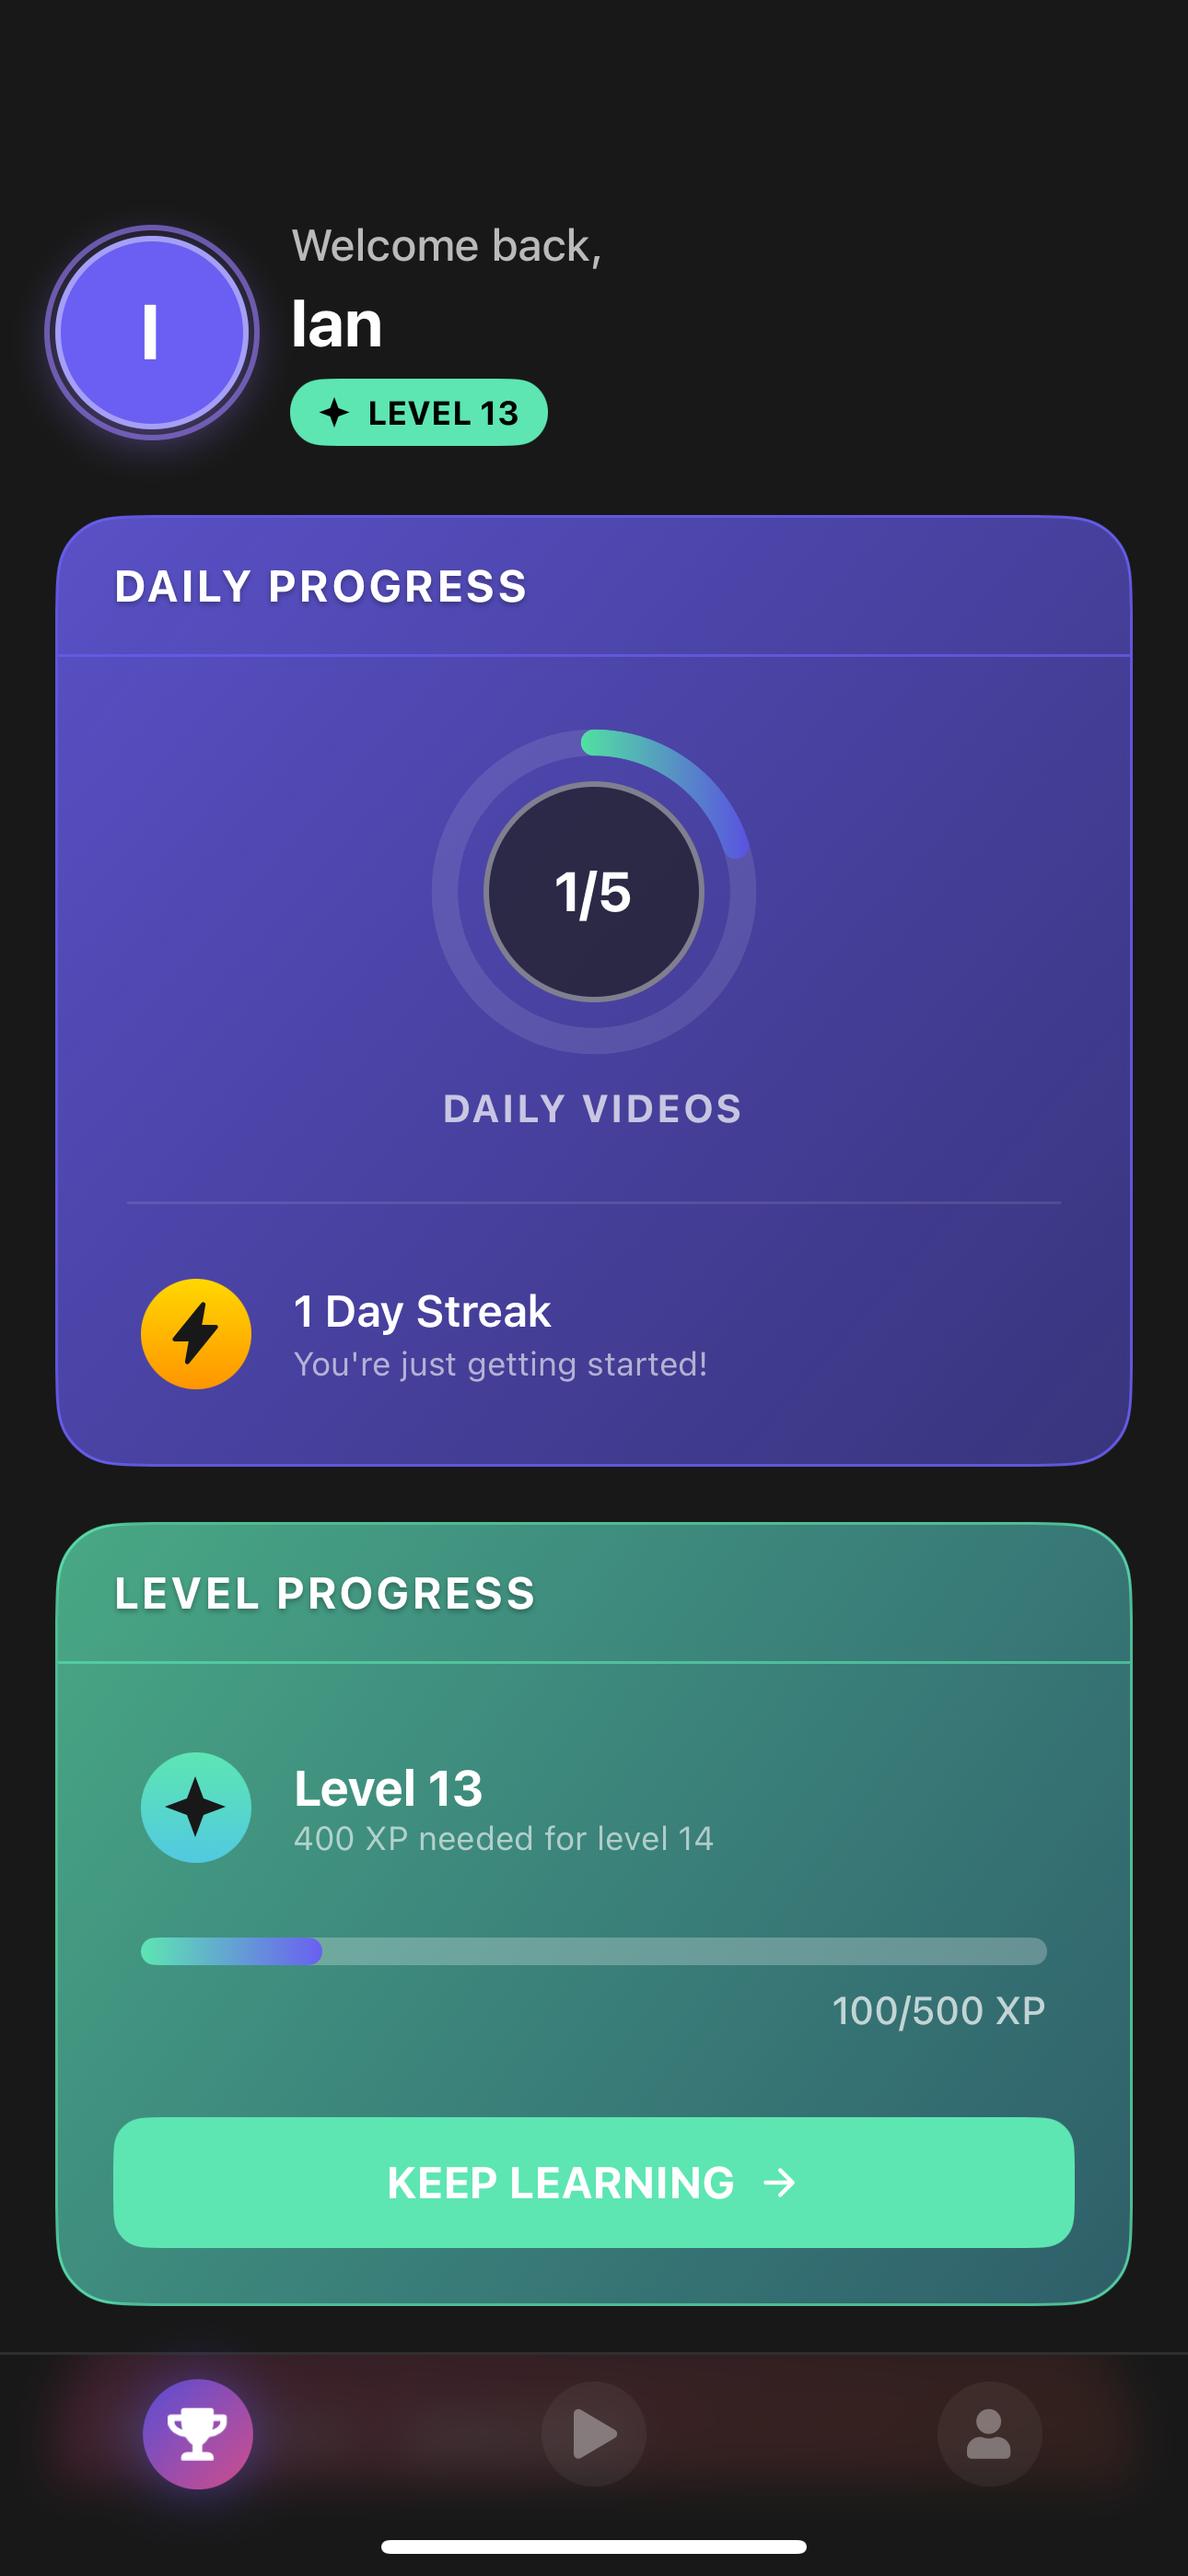 Welcome back,
I
Ian
LEVEL 13
DAILY PROGRESS
1/5
DAILY VIDEOS
1 Day Streak
You're just getting started!
LEVEL PROGRESS
Level 13
400 XP needed for level 14
100/500 XP
KEEP LEARNING →